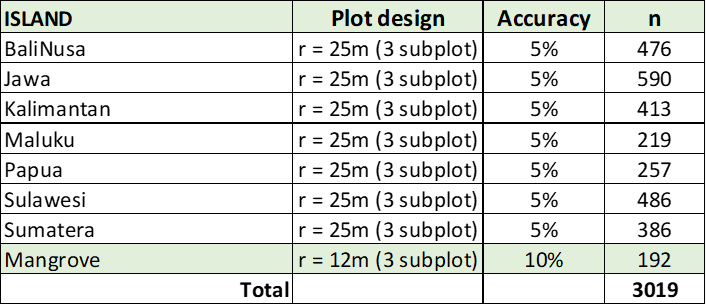 ISLAND Plot design Accuracy n
BaliNusa r = 25m (3 subplot) 5% 476
Jawa r = 25m (3 subplot) 5% 590
Kalimantan r = 25m (3 subplot) 5% 413
Maluku r = 25m (3 subplot) 5% 219
Papua r = 25m (3 subplot) 5% 257
Sulawesi r = 25m (3 subplot) 5% 486
Sumatera r = 25m (3 subplot) 5% 386
Mangrove r = 12m (3 subplot) 10% 192
Total 3019